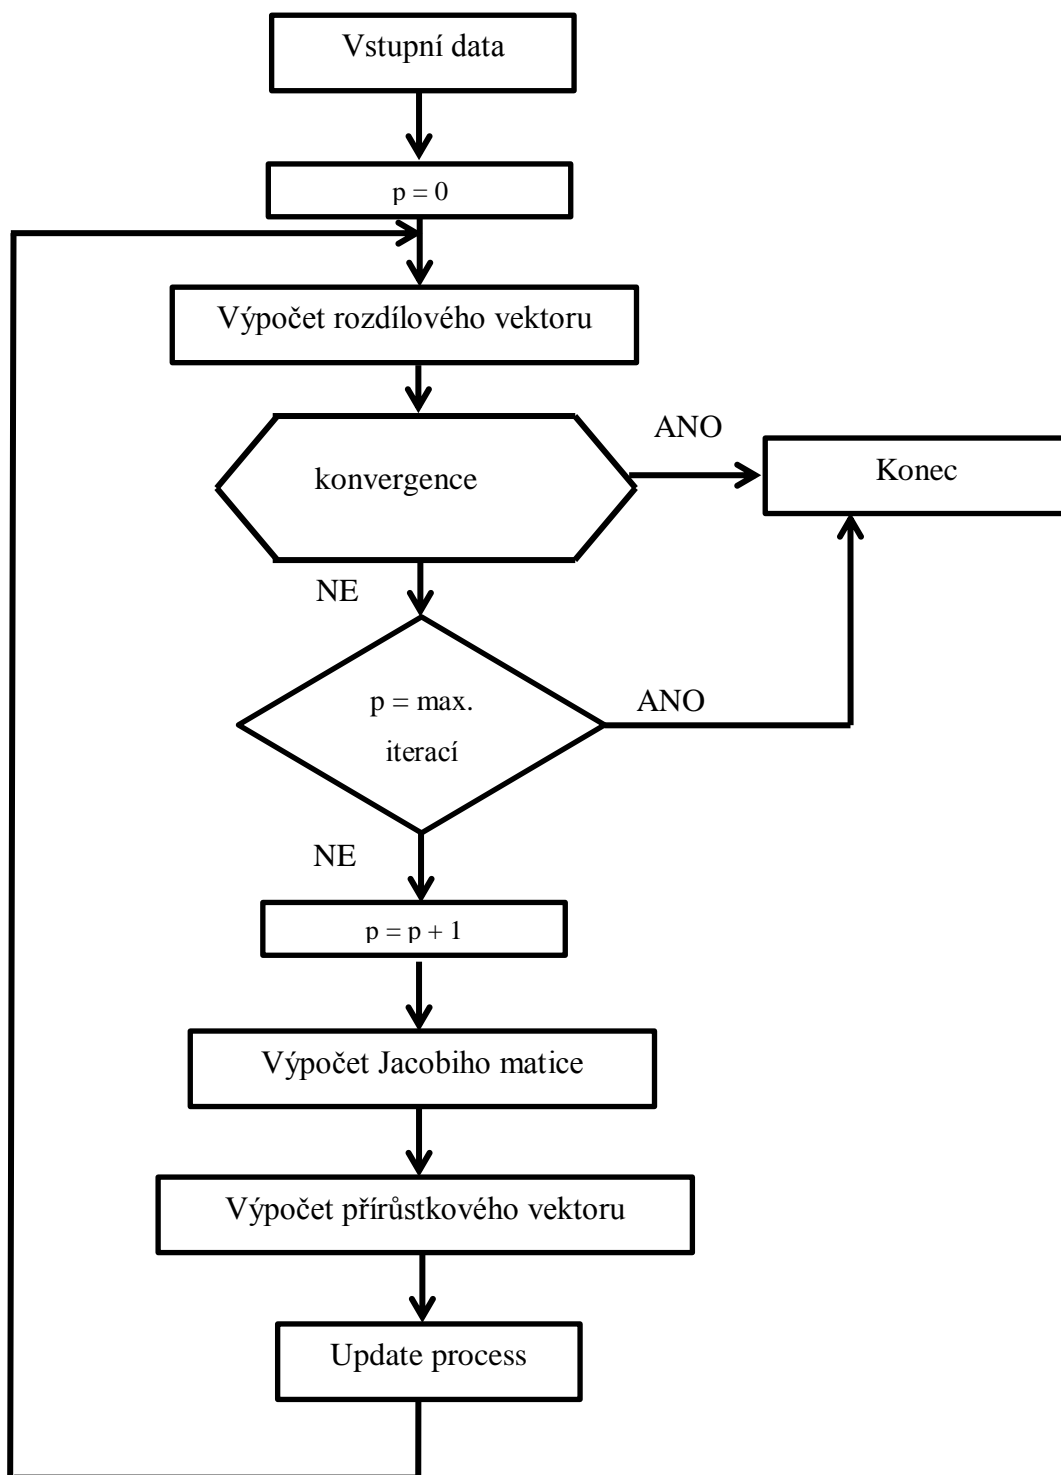 Vstupní data
p = 0
Výpočet rozdílového vektoru
ANO
konvergence
Konec
NE
p = max.
iterací
ANO
NE
p = p + 1
Výpočet Jacobiho matice
Výpočet přírůstkového vektoru
Update process